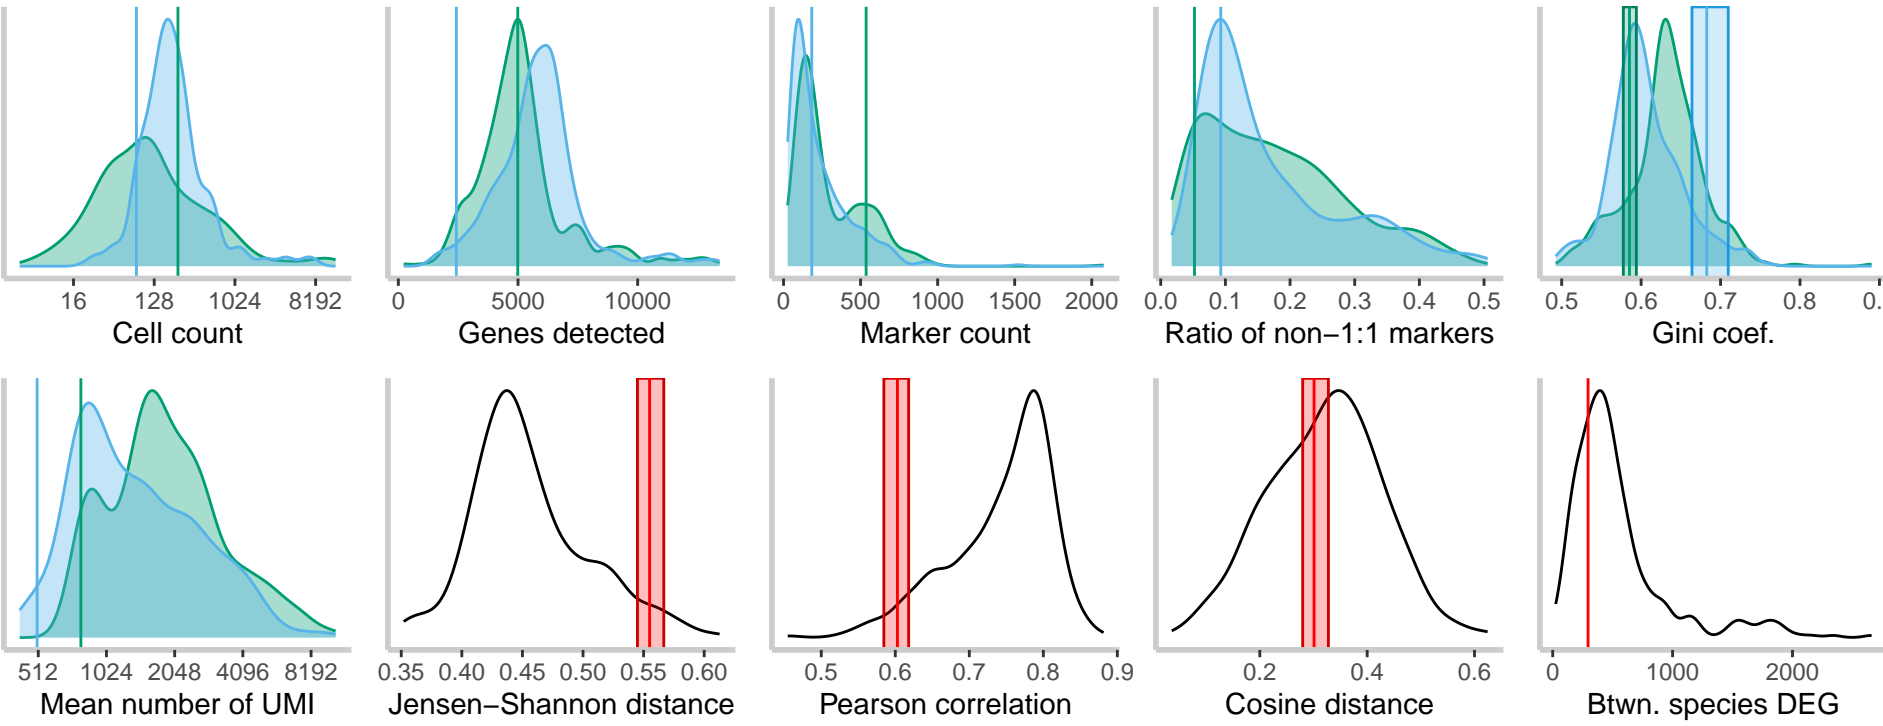 16 128 1024 8192
Cell count
0 5000 10000
Genes detected
0 500 1000 1500 2000
Marker count
0.0 0.1 0.2 0.3 0.4 0.5
Ratio of non−1:1 markers
0.5 0.6 0.7 0.8 0.
Gini coef.
512 1024 2048 4096 8192
Mean number of UMI
0.35 0.40 0.45 0.50 0.55 0.60
Jensen−Shannon distance
0.5 0.6 0.7 0.8 0.9
Pearson correlation
0.2 0.4 0.6
Cosine distance
0 1000 2000
Btwn. species DEG